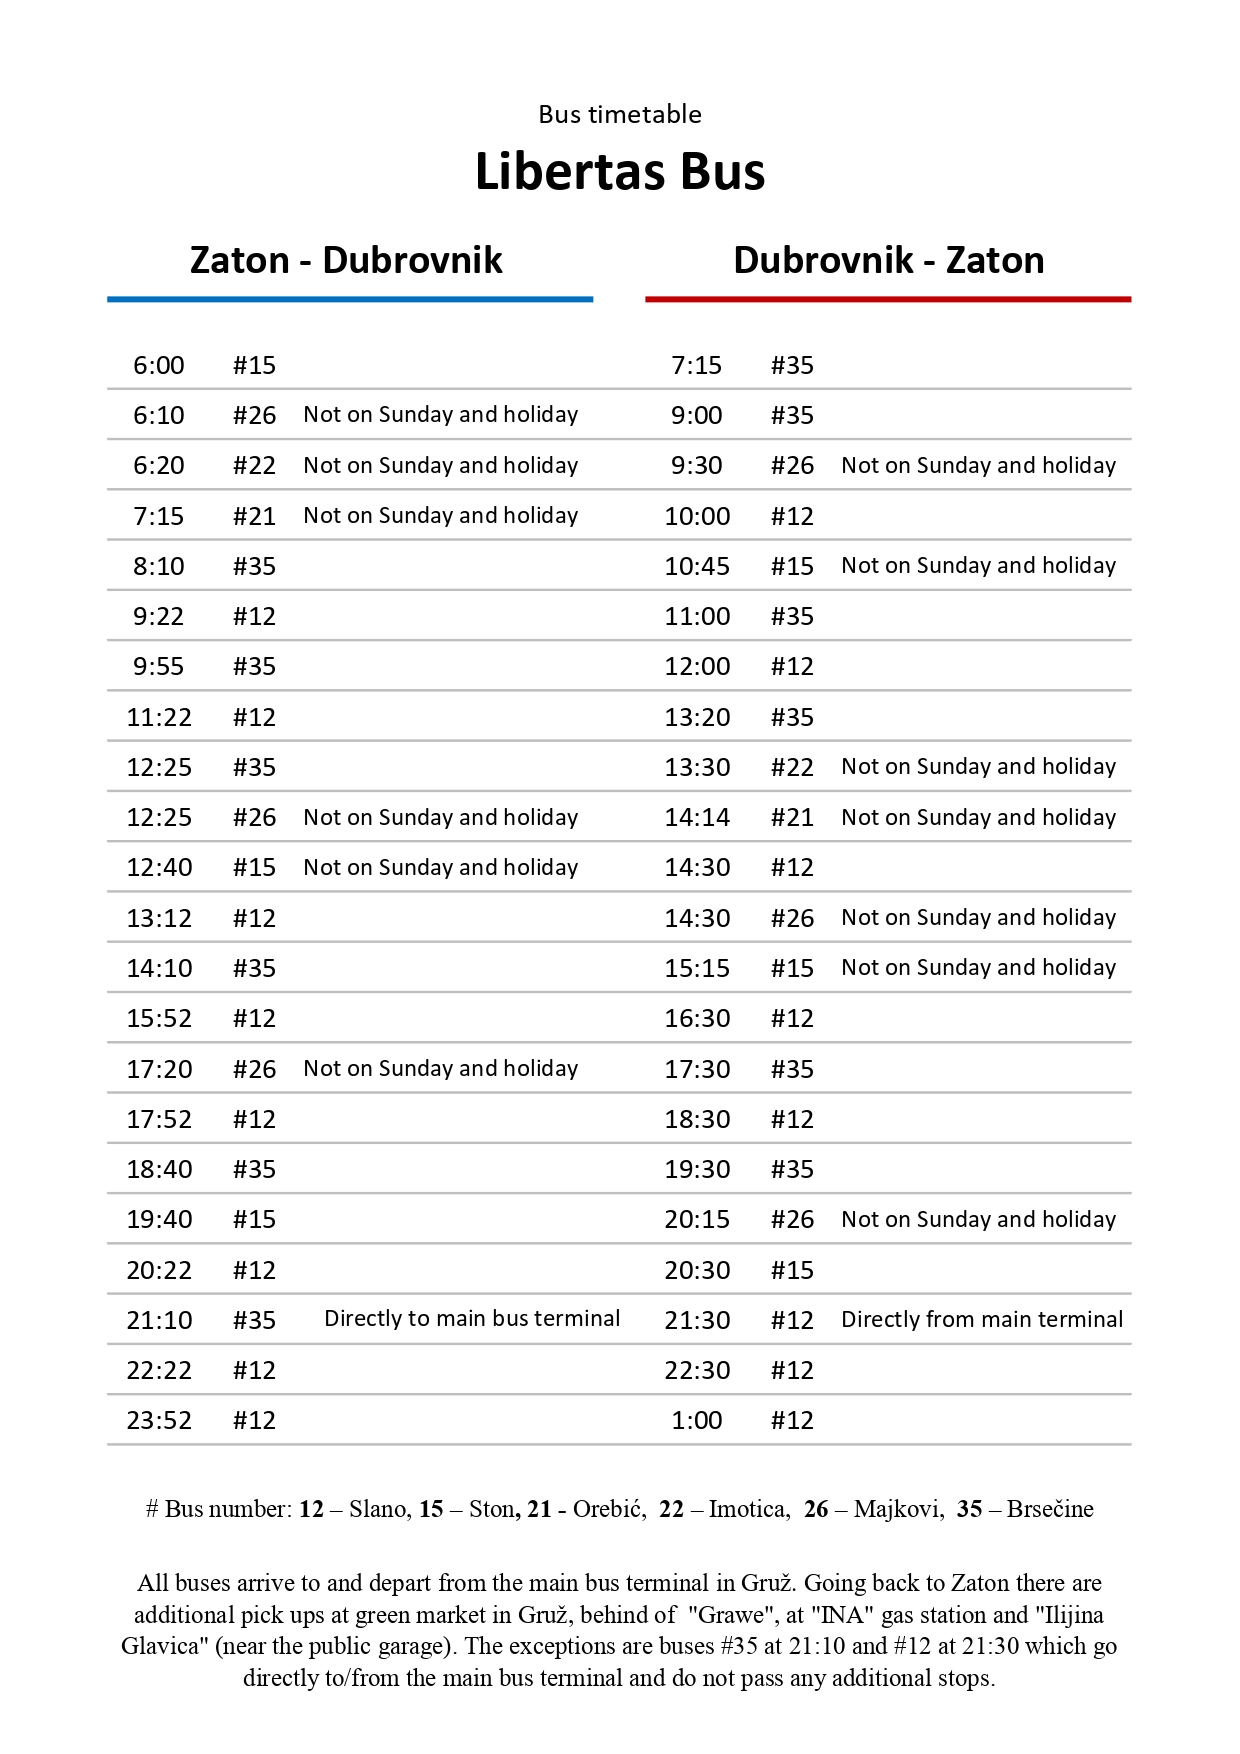 Bus timetable
Libertas Bus
Zaton - Dubrovnik Dubrovnik - Zaton
6:00 #15 7:15 #35
6:10 #26 Not on Sunday and holiday 9:00 #35
6:20 #22 Not on Sunday and holiday 9:30 #26 Not on Sunday and holiday
7:15 #21 Not on Sunday and holiday 10:00 #12
8:10 #35 10:45 #15 Not on Sunday and holiday
9:22 #12 11:00 #35
9:55 #35 12:00 #12
11:22 #12 13:20 #35
12:25 #35 13:30 #22 Not on Sunday and holiday
12:25 #26 Not on Sunday and holiday 14:14 #21 Not on Sunday and holiday
12:40 #15 Not on Sunday and holiday 14:30 #12
13:12 #12 14:30 #26 Not on Sunday and holiday
14:10 #35 15:15 #15 Not on Sunday and holiday
15:52 #12 16:30 #12
17:20 #26 Not on Sunday and holiday 17:30 #35
17:52 #12 18:30 #12
18:40 #35 19:30 #35
19:40 #15 20:15 #26 Not on Sunday and holiday
20:22 #12 20:30 #15
21:10 #35 Directly to main bus terminal 21:30 #12 Directly from main terminal
22:22 #12 22:30 #12
23:52 #12 1:00 #12
# Bus number: 12 – Slano, 15 – Ston, 21 - Orebić, 22 – Imotica, 26 – Majkovi, 35 – Brsečine
All buses arrive to and depart from the main bus terminal in Gruž. Going back to Zaton there are
additional pick ups at green market in Gruž, behind of "Grawe", at "INA" gas station and "Ilijina
Glavica" (near the public garage). The exceptions are buses #35 at 21:10 and #12 at 21:30 which go
directly to/from the main bus terminal and do not pass any additional stops.